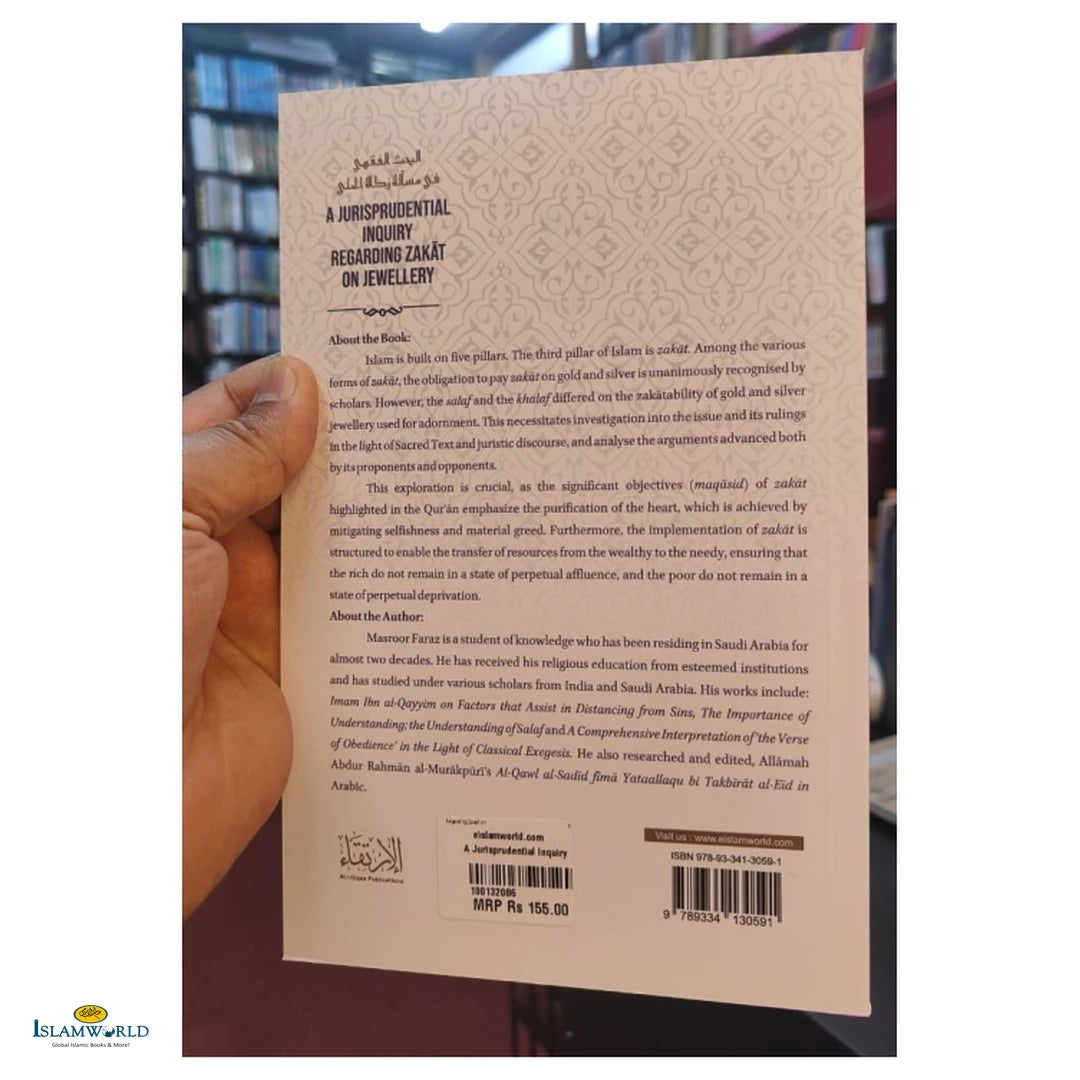 البحث الفقهي
في مسألة زكاة الحلي
A JURISPRUDENTIAL
INQUIRY
REGARDING ZAKĀT
ON JEWELLERY
About the Book:
Islam is built on five pillars. The third pillar of Islam is zakāt. Among the various
forms of zakāt, the obligation to pay zakāt on gold and silver is unanimously recognised by
scholars. However, the salaf and the khalaf differed on the zakātability of gold and silver
jewellery used for adornment. This necessitates investigation into the issue and its rulings
in the light of Sacred Text and juristic discourse, and analyse the arguments advanced both
by its proponents and opponents.
This exploration is crucial, as the significant objectives (maqāsid) of zakāt
highlighted in the Qur'ān emphasize the purification of the heart, which is achieved by
mitigating selfishness and material greed. Furthermore, the implementation of zakāt is
structured to enable the transfer of resources from the wealthy to the needy, ensuring that
the rich do not remain in a state of perpetual affluence, and the poor do not remain in a
state of perpetual deprivation.
About the Author:
Masroor Faraz is a student of knowledge who has been residing in Saudi Arabia for
almost two decades. He has received his religious education from esteemed institutions
and has studied under various scholars from India and Saudi Arabia. His works include:
Imam Ibn al-Qayyim on Factors that Assist in Distancing from Sins, The Importance of
Understanding; the Understanding of Salaf and A Comprehensive Interpretation of 'the Verse
of Obedience' in the Light of Classical Exegesis. He also researched and edited, Allāmah
Abdur Rahmān al-Murākpūrī's Al-Qawl al-Sadīd fīmā Yataallaqu bi Takbīrāt al-Eīd in
Arabic.
الارتقاء
Al-Irtiqaa Publications
eislamworld.com
A Jurisprudential Inquiry
100132086
MRP Rs 155.00
Visit us : www.eislamworld.com
ISBN 978-93-341-3059-1
9 789334 130591
ISLAMWORLD
Global Islamic Books & More!